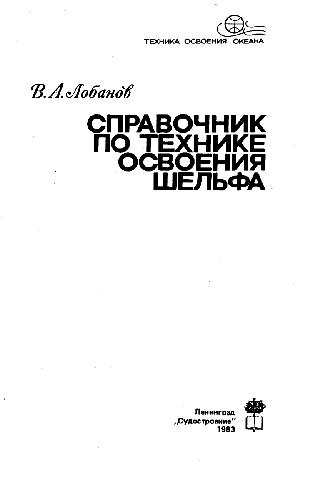 ТЕХНИКА ОСВОЕНИЯ ОКЕАНА
В.А.Лобанов
СПРАВОЧНИК
ПО ТЕХНИКЕ
ОСВОЕНИЯ
ШЕЛЬФА
Ленинград
„Судостроение"
1983